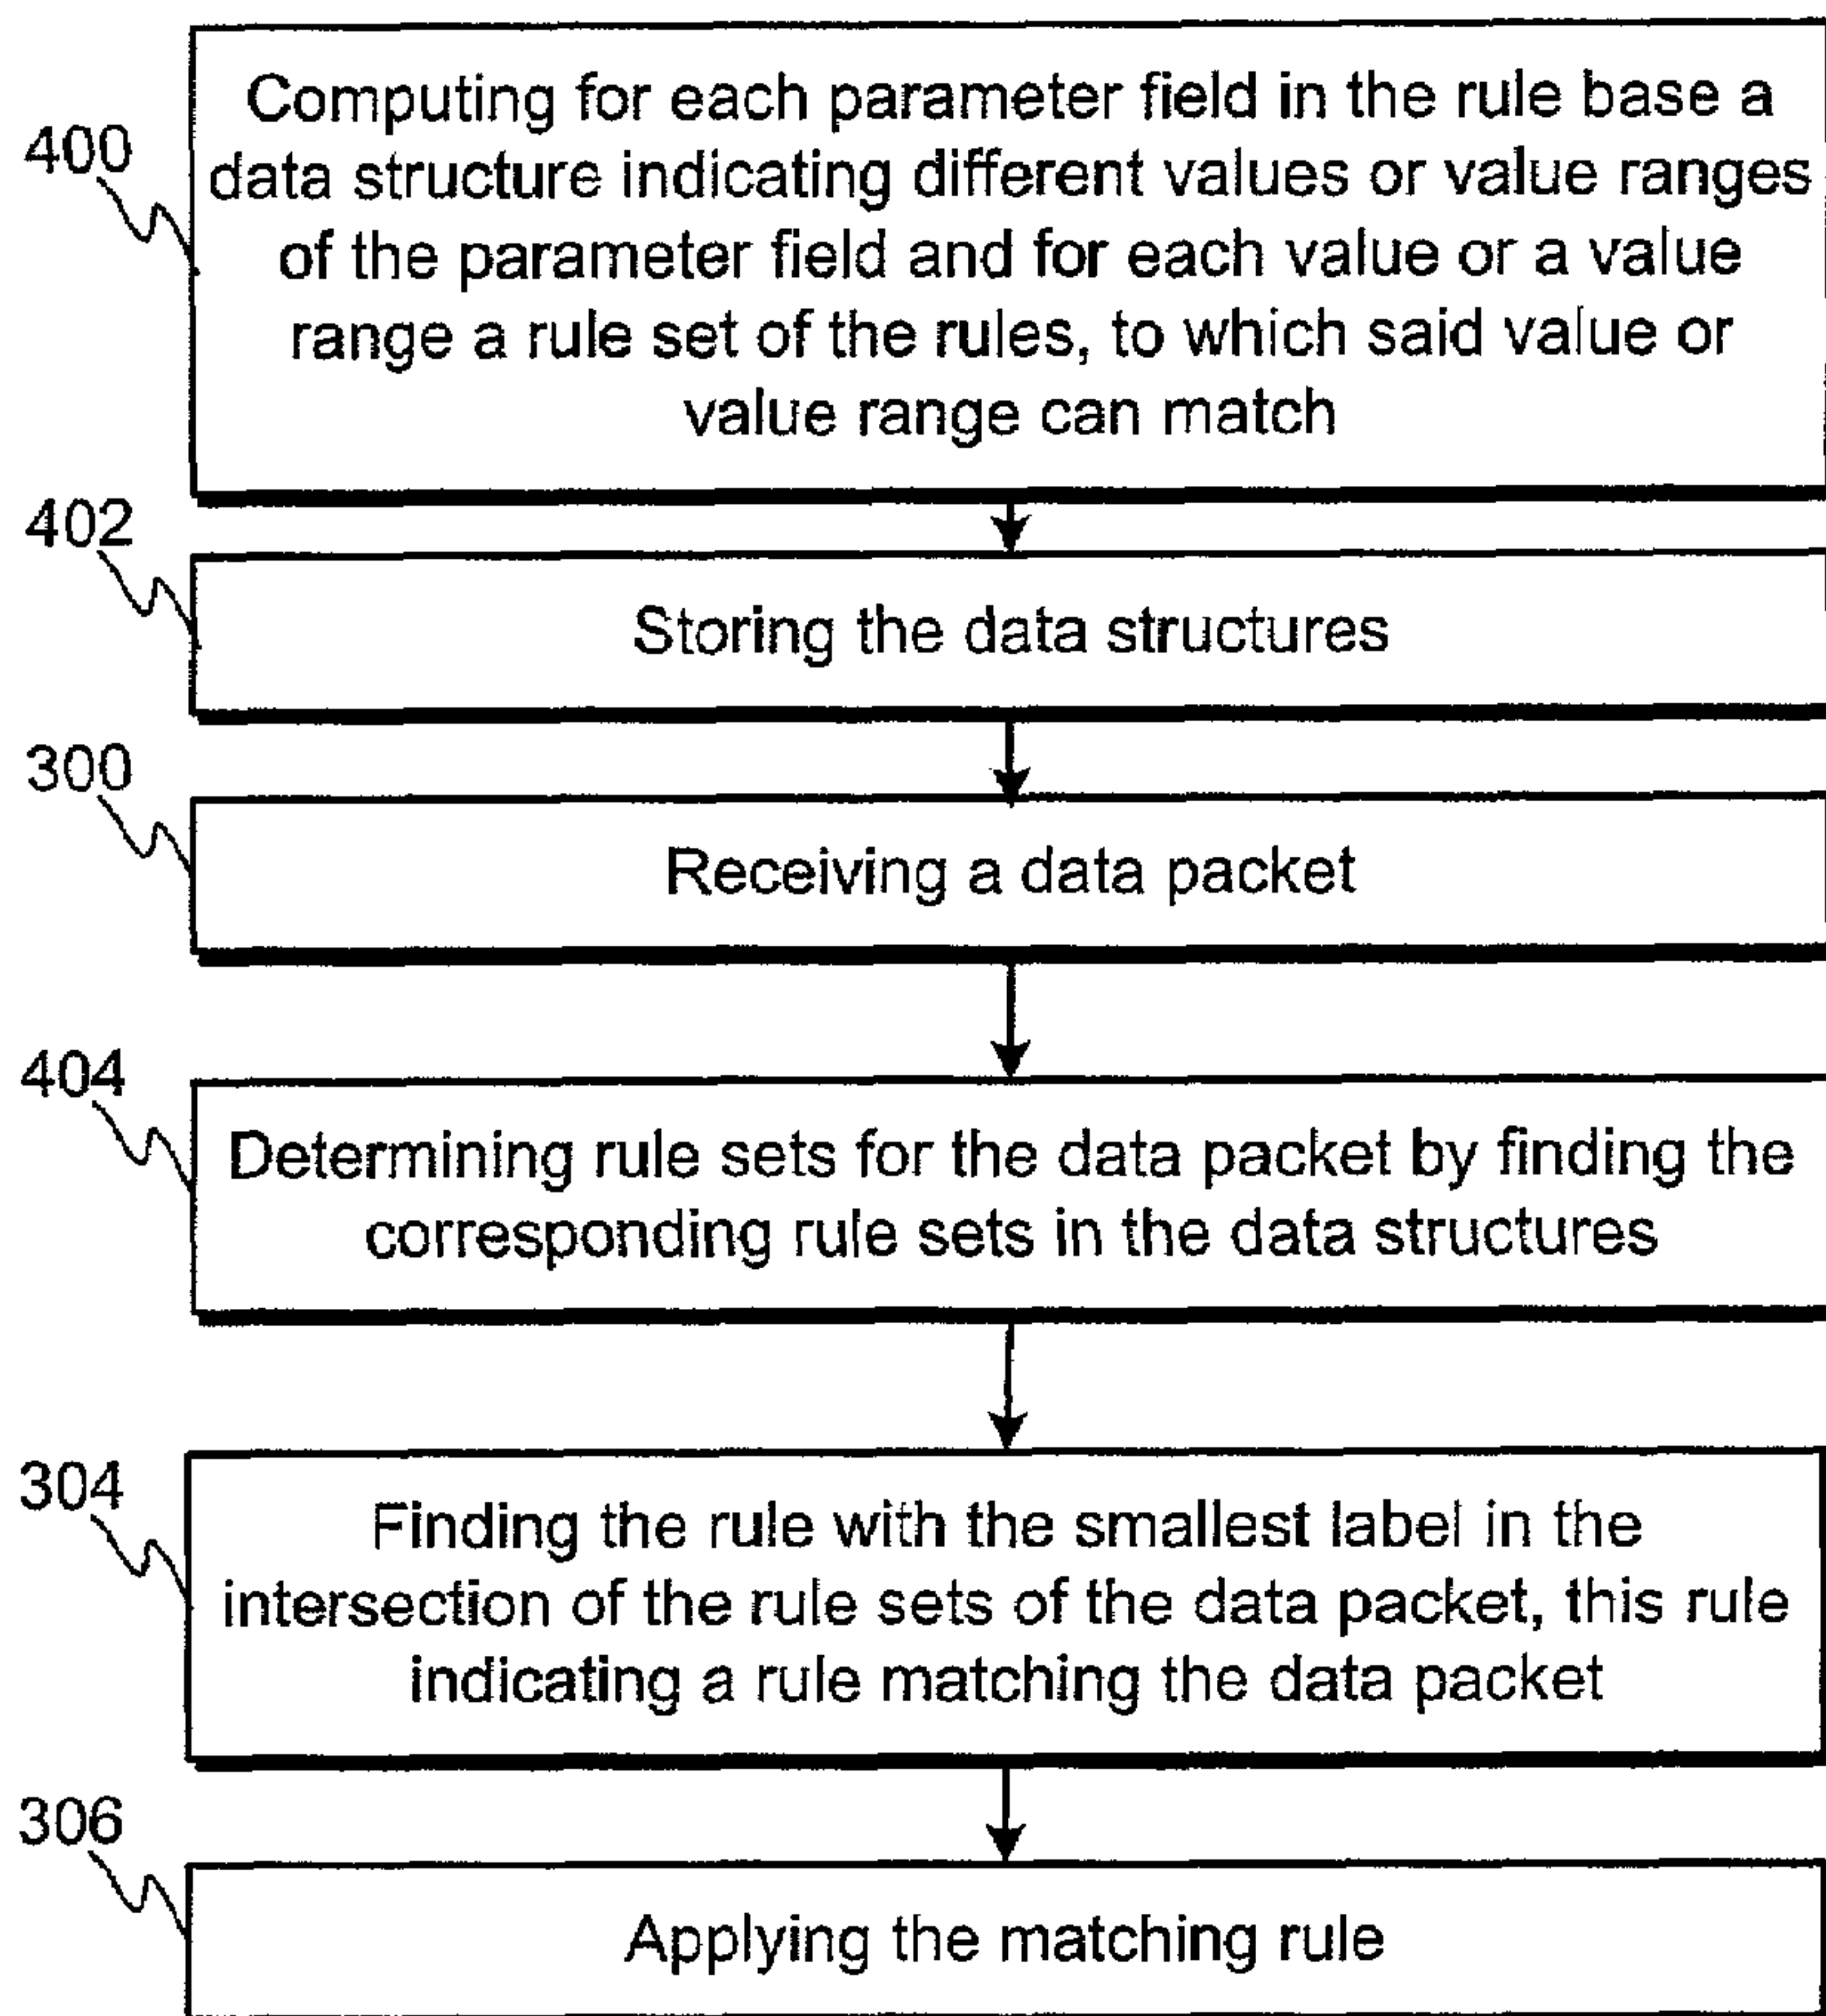 400
Computing for each parameter field in the rule base a
data structure indicating different values or value ranges
of the parameter field and for each value or a value
range a rule set of the rules, to which said value or
value range can match
402
Storing the data structures
300
Receiving a data packet
404
Determining rule sets for the data packet by finding the
corresponding rule sets in the data structures
304
Finding the rule with the smallest label in the
intersection of the rule sets of the data packet, this rule
indicating a rule matching the data packet
306
Applying the matching rule